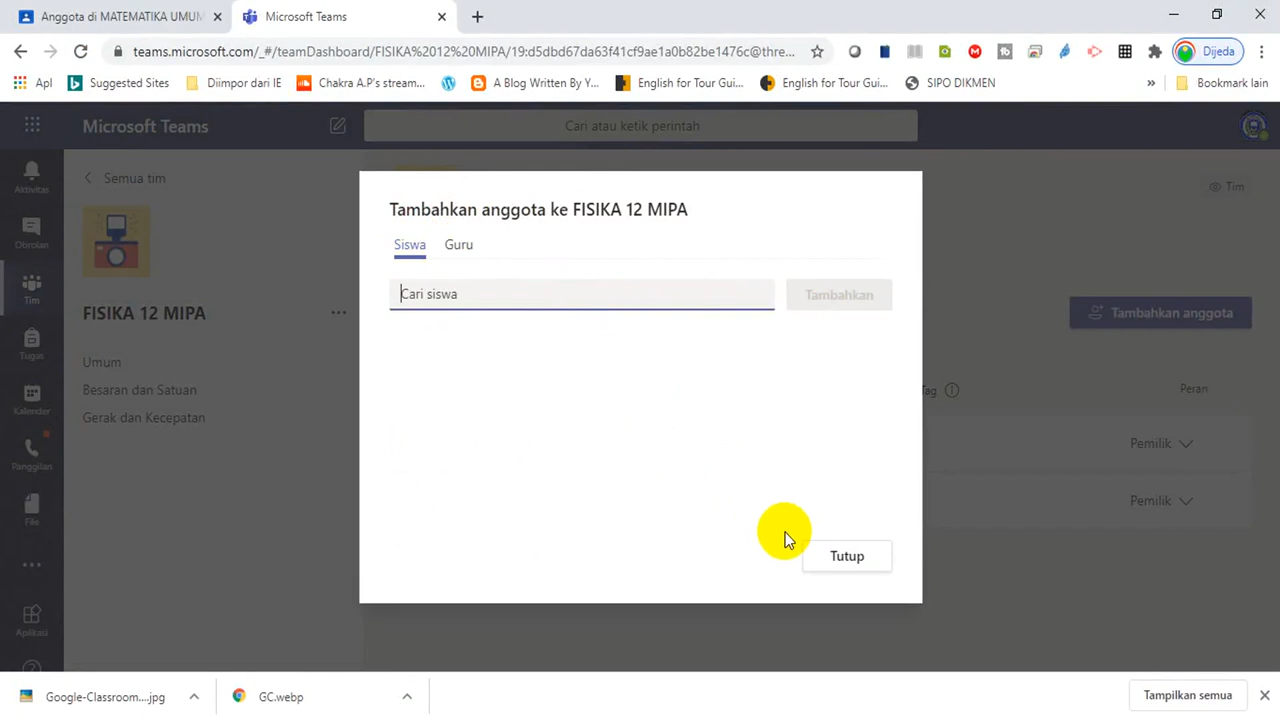 Anggota di MATEMATIKA UMUM
Microsoft Teams
teams.microsoft.com/_#/teamDashboard/FISIKA%2012%20MIPA/19:d5dbd67da63f41cf9ae1a0b82be1476c@thre...
Dijeda
Apl
Suggested Sites
Diimpor dari IE
Chakra A.P's stream...
A Blog Written By Y...
English for Tour Gui...
English for Tour Gui...
SIPO DIKMEN
»
Bookmark lain
Microsoft Teams
Cari atau ketik perintah
Aktivitas
Obrolan
Tim
Tugas
Kalender
Panggilan
File
Aplikasi
Semua tim
FISIKA 12 MIPA
Umum
Besaran dan Satuan
Gerak dan Kecepatan
Tambahkan anggota ke FISIKA 12 MIPA
Siswa Guru
Cari siswa
Tambahkan
Tutup
Tim
Tambahkan anggota
Tag
Peran
Pemilik
Pemilik
Google-Classroom....jpg
GC.webp
Tampilkan semua